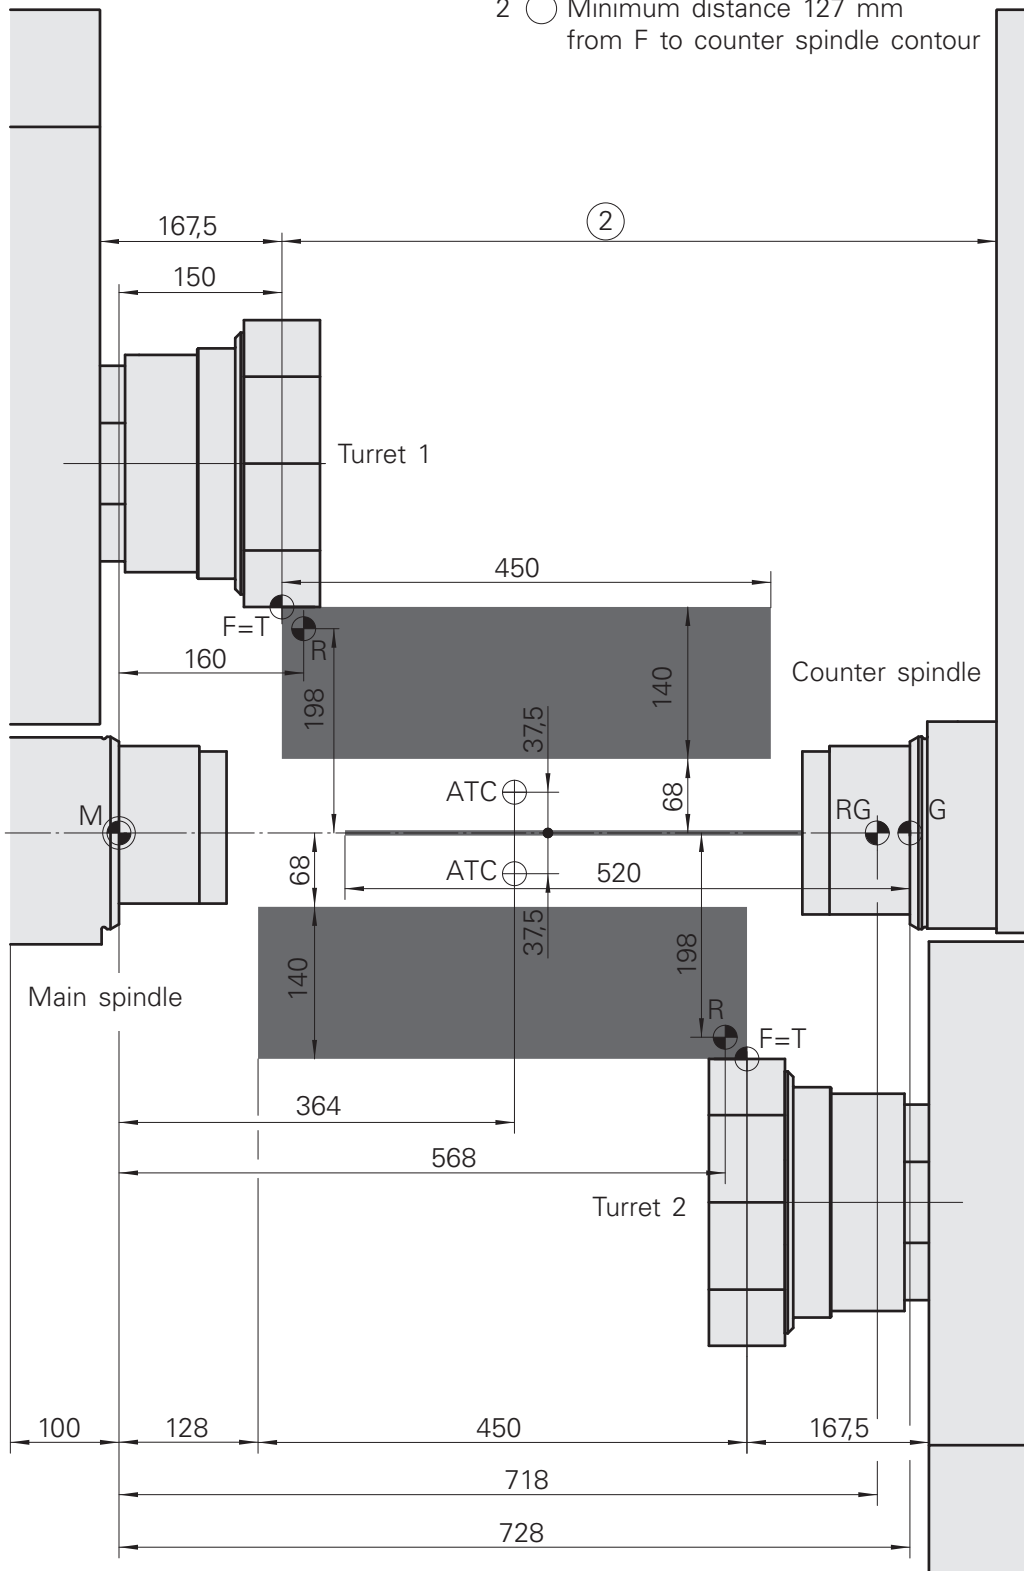 2 Minimum distance 127 mm
from F to counter spindle contour
167,5
2
150
Turret 1
450
F=T
R
160
198
140
Counter spindle
37,5
ATC
68
M
RG
G
68
ATC
520
37,5
198
140
Main spindle
R
F=T
364
568
Turret 2
100
128
450
167,5
718
728